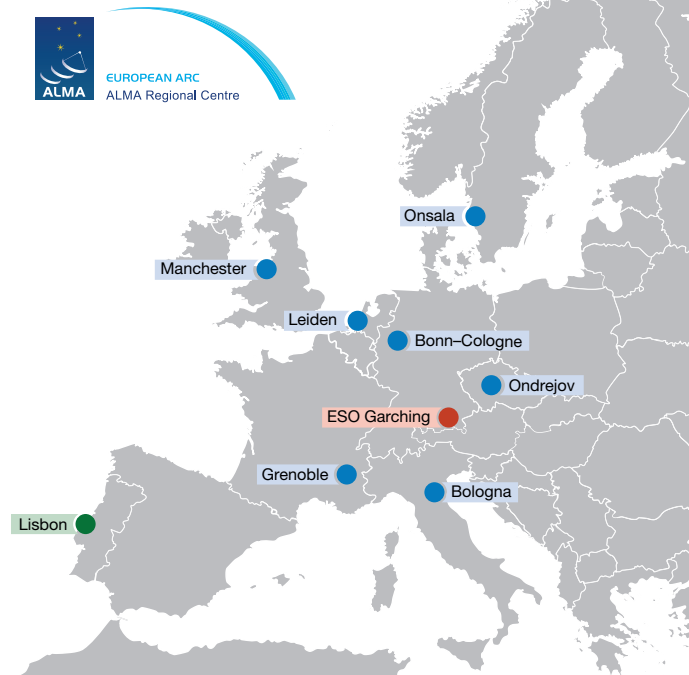 ALMA
EUROPEAN ARC
ALMA Regional Centre
Onsala
Manchester
Leiden
Bonn–Cologne
Ondrejov
ESO Garching
Grenoble
Bologna
Lisbon